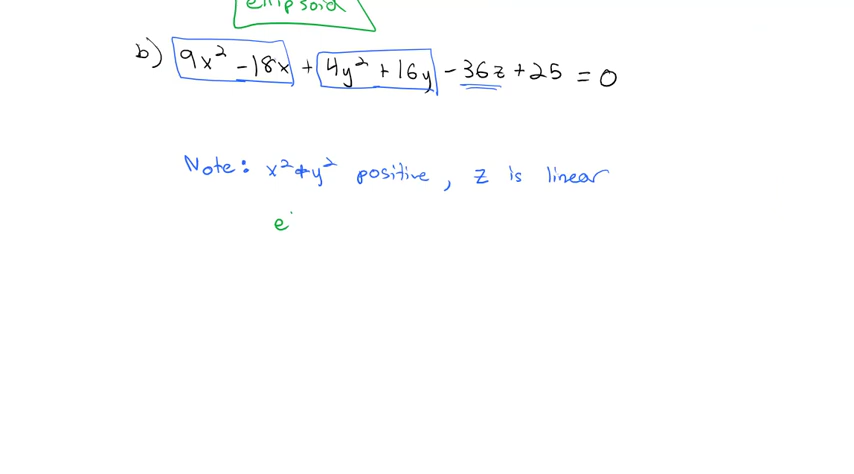 ellipsoid
b) 9x² - 18x + 4y² + 16y - 36z + 25 = 0
Note: x² + y² positive, z is linear
e